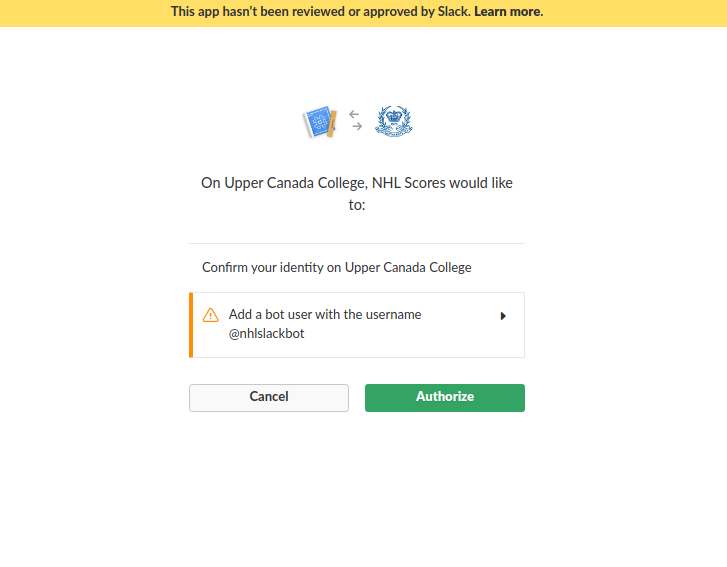 This app hasn't been reviewed or approved by Slack. Learn more.
On Upper Canada College, NHL Scores would like
to:
Confirm your identity on Upper Canada College
Add a bot user with the username
@nhlslackbot
Cancel
Authorize